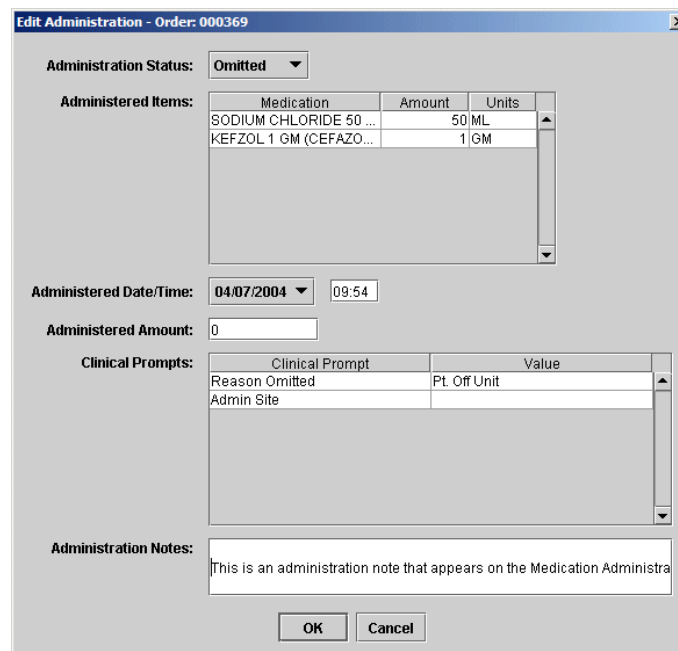 Edit Administration - Order: 000369
Administration Status: Omitted
Administered Items: Medication Amount Units
SODIUM CHLORIDE 50 ... 50 ML
KEFZOL 1 GM (CEFAZO... 1 GM
Administered Date/Time: 04/07/2004 09:54
Administered Amount: 0
Clinical Prompts: Clinical Prompt Value
Reason Omitted Pt. Off Unit
Admin Site
Administration Notes:
This is an administration note that appears on the Medication Administra
OK Cancel